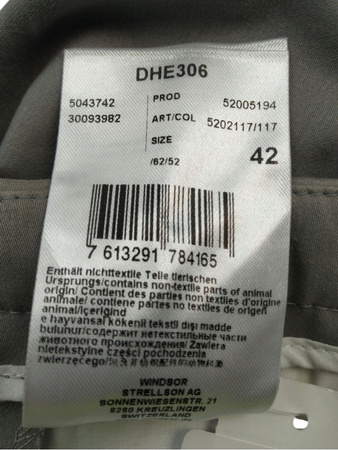 DHE306
5043742 PROD 52005194
30093982 ART/COL 5202117/117
SIZE
/62/52 42
7 613291 784165
Enthält nichttextile Teile tierischen
Ursprungs/contains non-textile parts of animal
origin/ Contient des parties non textiles d'origine
animale/ contiene partes no textiles de origen
animal/içerigind
e hayvansal kökenli tekstil dışı madde
bulunur/содержит нетекстильные части
животного происхождения/Zawiera
nietekstylne części pochodzenia
zwierzęcego/
WINDSOR
STRELLSON AG
SONNENWIESENSTR. 21
8280 KREUZLINGEN
SWITZERLAND